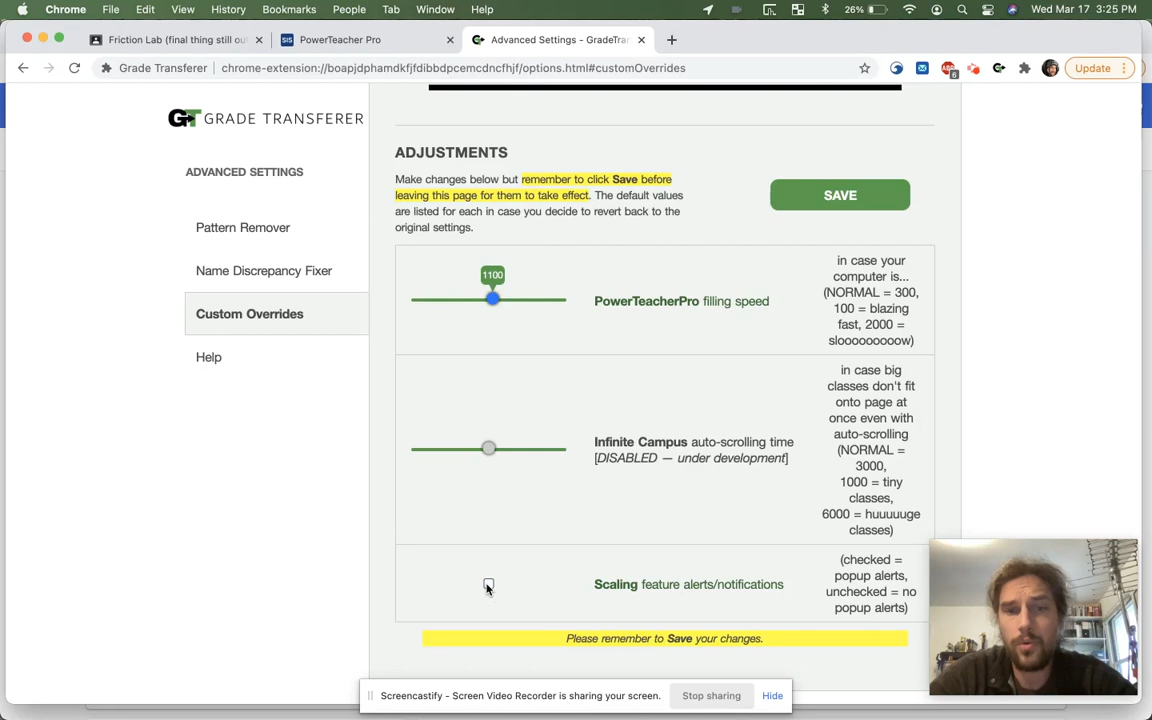 Chrome File Edit View History Bookmarks People Tab Window Help 26% Wed Mar 17 3:25 PM
Friction Lab (final thing still ou
PowerTeacher Pro
Advanced Settings - GradeTran
Grade Transferer chrome-extension://boapjdphamdkfjfdibbdpcemcdncfhjf/options.html#customOverrides
6
Update
GT GRADE TRANSFERER
ADVANCED SETTINGS
Pattern Remover
Name Discrepancy Fixer
Custom Overrides
Help
ADJUSTMENTS
Make changes below but remember to click Save before
leaving this page for them to take effect. The default values
are listed for each in case you decide to revert back to the
original settings.
SAVE
1100
PowerTeacherPro filling speed
in case your
computer is...
(NORMAL = 300,
100 = blazing
fast, 2000 =
slooooooooow)
Infinite Campus auto-scrolling time
[DISABLED — under development]
in case big
classes don't fit
onto page at
once even with
auto-scrolling
(NORMAL =
3000,
1000 = tiny
classes,
6000 = huuuuuge
classes)
Scaling feature alerts/notifications
(checked =
popup alerts,
unchecked = no
popup alerts)
Please remember to Save your changes.
Screencastify - Screen Video Recorder is sharing your screen.
Stop sharing
Hide